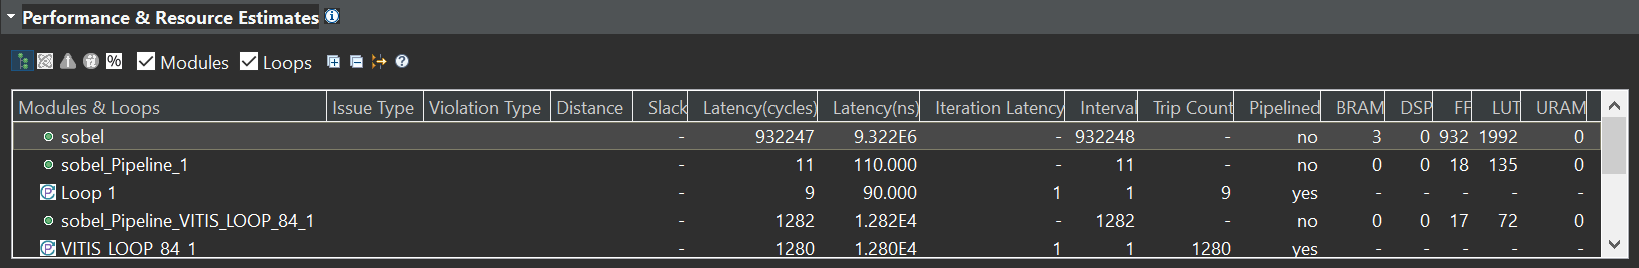 Performance & Resource Estimates
% Modules Loops
Modules & Loops Issue Type Violation Type Distance Slack Latency(cycles) Latency(ns) Iteration Latency Interval Trip Count Pipelined BRAM DSP FF LUT URAM
sobel - 932247 9.322E6 - 932248 - no 3 0 932 1992 0
sobel_Pipeline_1 - 11 110.000 - 11 - no 0 0 18 135 0
Loop 1 - 9 90.000 1 1 9 yes - - - - -
sobel_Pipeline_VITIS_LOOP_84_1 - 1282 1.282E4 - 1282 - no 0 0 17 72 0
VITIS_LOOP_84_1 - 1280 1.280E4 1 1 1280 yes - - - - -